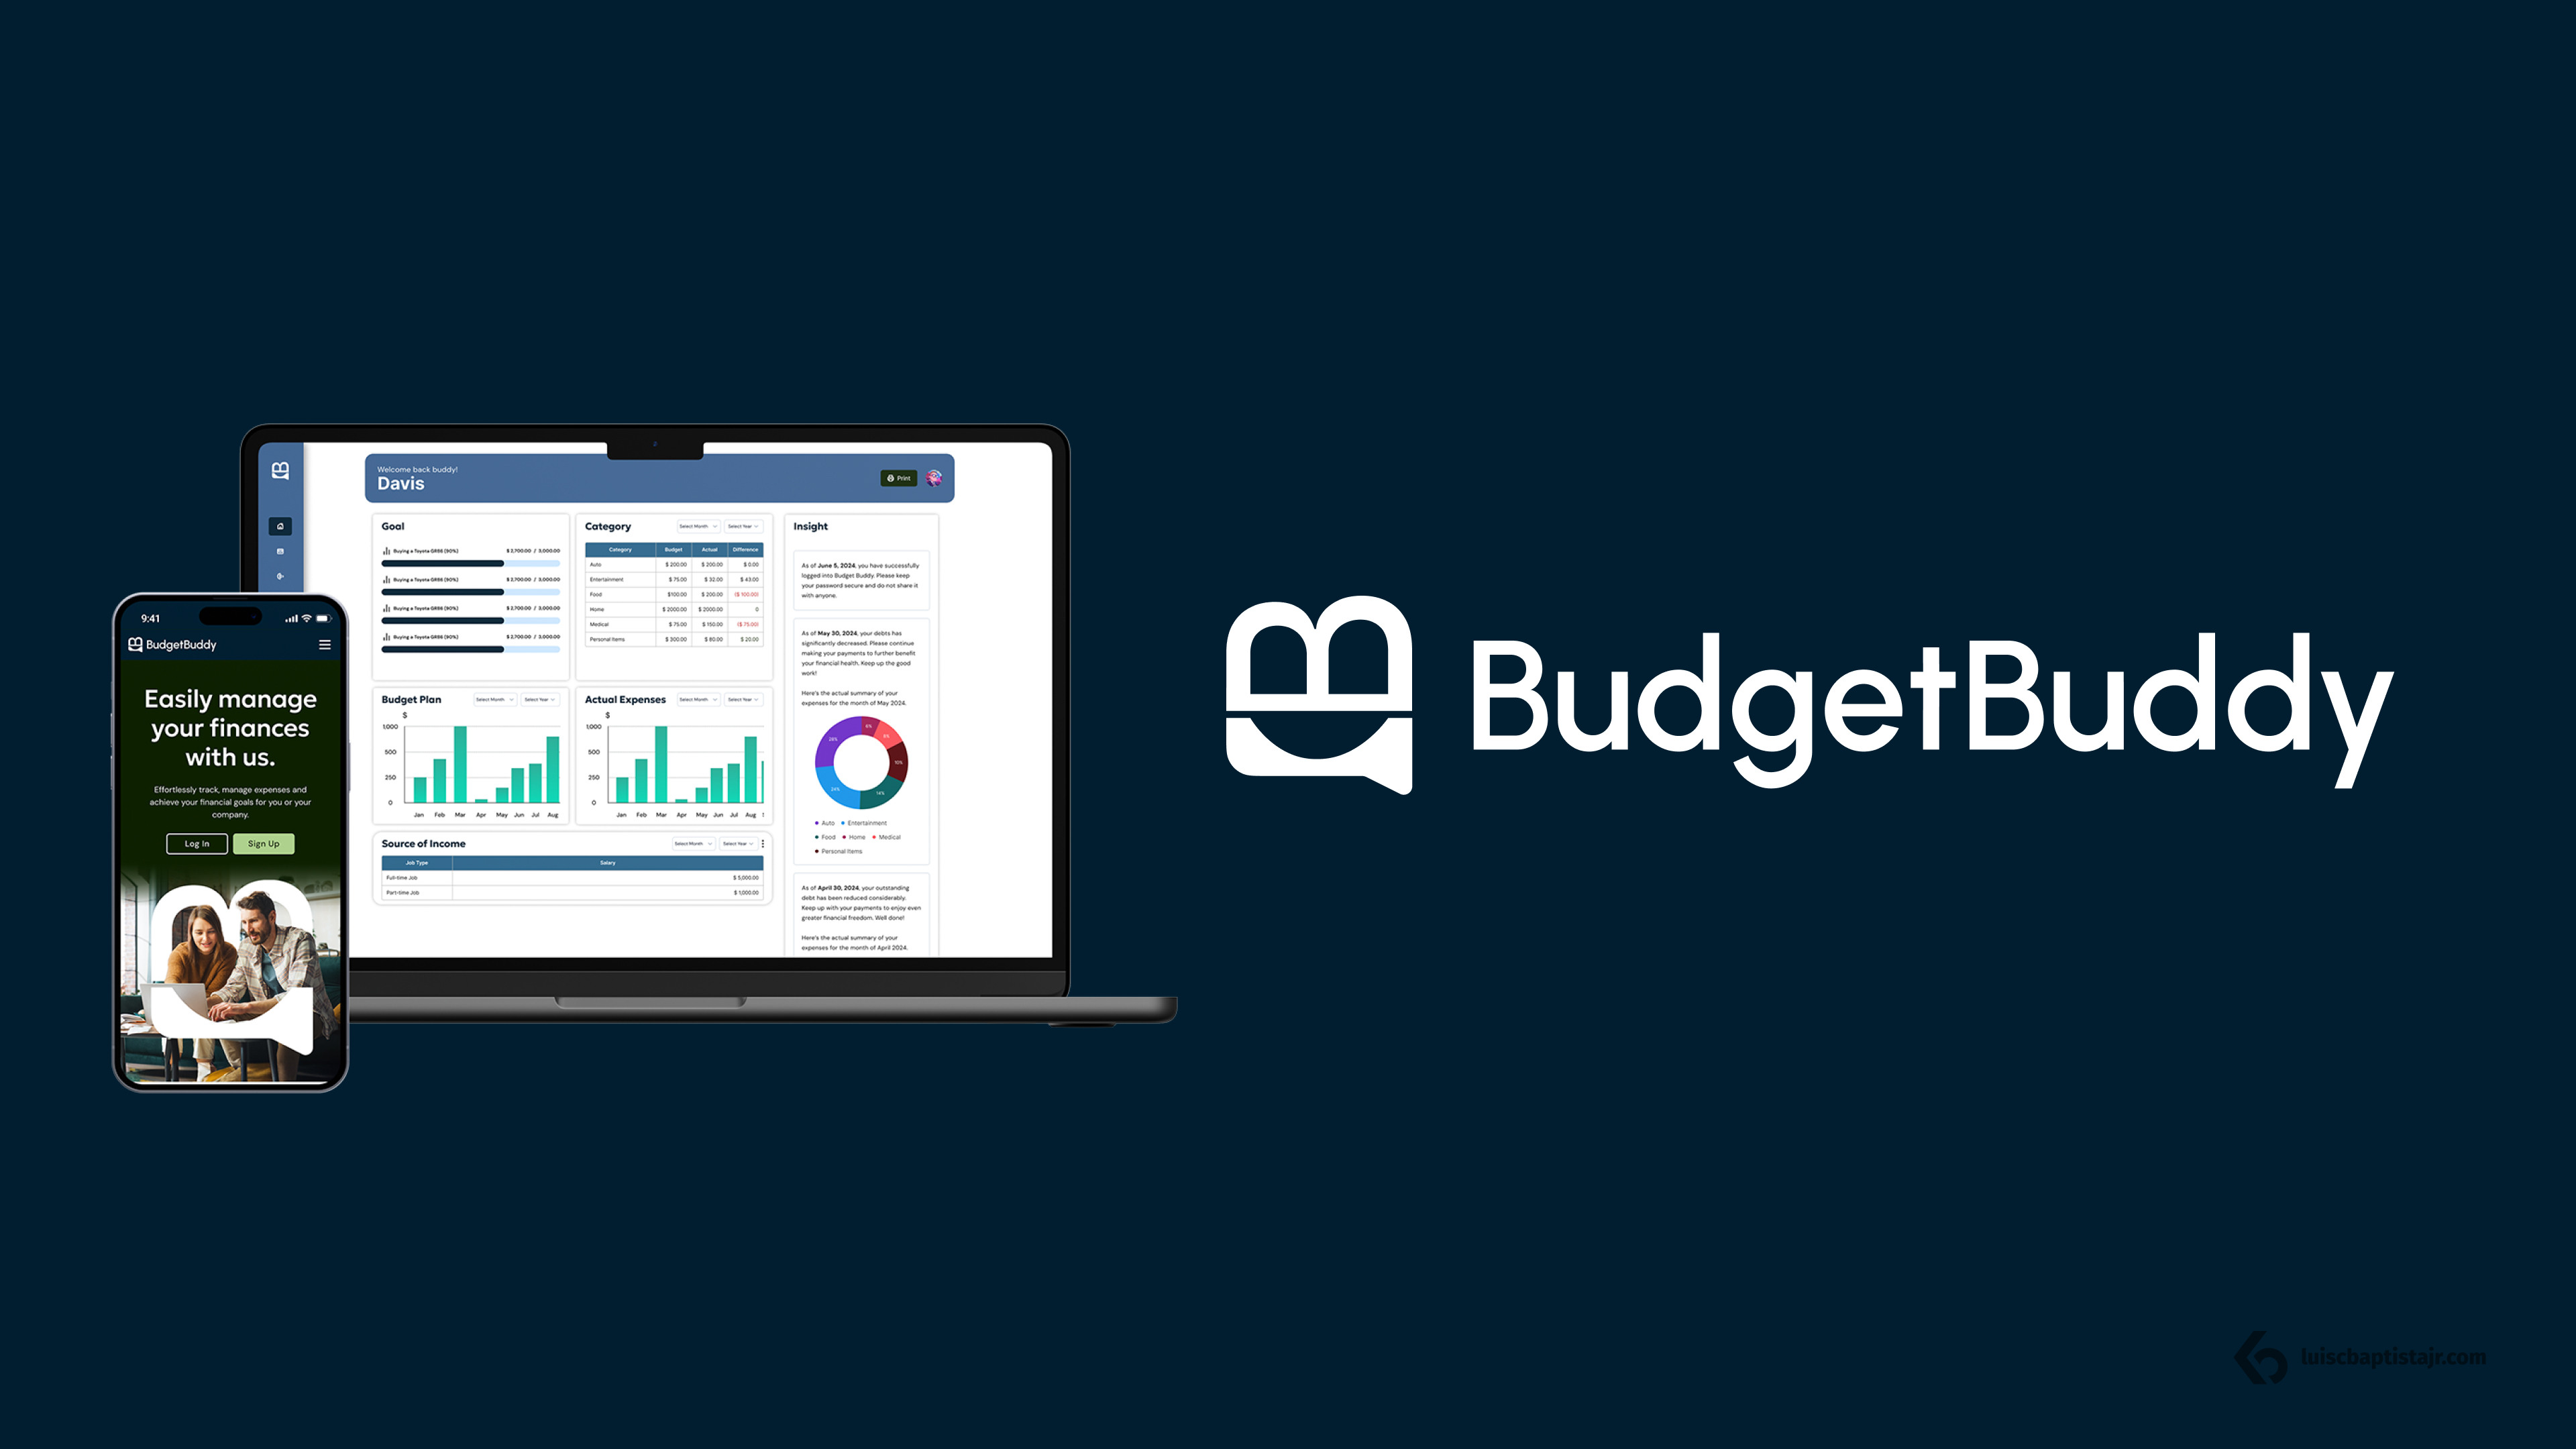 Welcome back buddy!
Davis
Print
Goal
Buying a Toyota GR86 (90%) $ 2,700.00 / 3,000.00
Buying a Toyota GR86 (90%) $ 2,700.00 / 3,000.00
Buying a Toyota GR86 (90%) $ 2,700.00 / 3,000.00
Buying a Toyota GR86 (90%) $ 2,700.00 / 3,000.00
Category Select Month Select Year
Category Budget Actual Difference
Auto $ 200.00 $ 200.00 $ 0.00
Entertainment $ 75.00 $ 32.00 $ 43.00
Food $100.00 $ 200.00 ($ 100.00)
Home $ 2000.00 $ 2000.00 0
Medical $ 75.00 $ 150.00 ($ 75.00)
Personal Items $ 300.00 $ 80.00 $ 20.00
Budget Plan Select Month Select Year
$
1,000
500
250
0
Jan Feb Mar Apr May Jun Jul Aug
Actual Expenses Select Month Select Year
$
1,000
500
250
0
Jan Feb Mar Apr May Jun Jul Aug
Source of Income Select Month Select Year
Job Type Salary
Full-time Job $ 5,000.00
Part-time Job $ 1,000.00
Insight
As of June 5, 2024, you have successfully
logged into Budget Buddy. Please keep
your password secure and do not share it
with anyone.
As of May 30, 2024, your debts has
significantly decreased. Please continue
making your payments to further benefit
your financial health. Keep up the good
work!
Here's the actual summary of your
expenses for the month of May 2024.
10%
14%
24%
Auto Entertainment
Food Home Medical
Personal Items
As of April 30, 2024, your outstanding
debt has been reduced considerably.
Keep up with your payments to enjoy even
greater financial freedom. Well done!
Here's the actual summary of your
expenses for the month of April 2024.
9:41
BudgetBuddy
Easily manage
your finances
with us.
Effortlessly track, manage expenses and
achieve your financial goals for you or your
company.
Log In Sign Up
BudgetBuddy
luiscbaptistajr.com